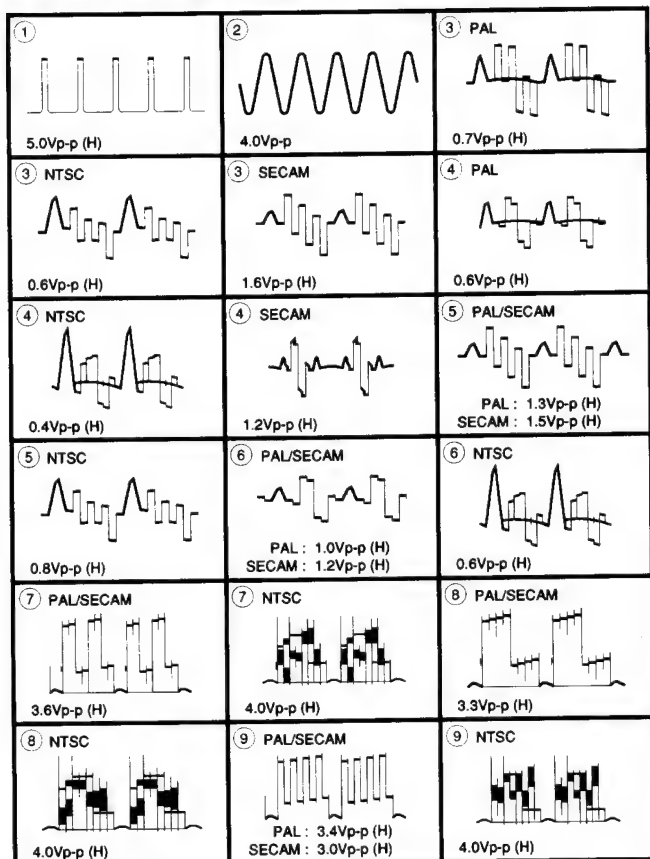 ① ② ③ PAL
5.0Vp-p (H) 4.0Vp-p 0.7Vp-p (H)
③ NTSC ③ SECAM ④ PAL
0.6Vp-p (H) 1.6Vp-p (H) 0.6Vp-p (H)
④ NTSC ④ SECAM ⑤ PAL/SECAM
0.4Vp-p (H) 1.2Vp-p (H) PAL : 1.3Vp-p (H)
SECAM : 1.5Vp-p (H)
⑤ NTSC ⑥ PAL/SECAM ⑥ NTSC
0.8Vp-p (H) PAL : 1.0Vp-p (H) 0.6Vp-p (H)
SECAM : 1.2Vp-p (H)
⑦ PAL/SECAM ⑦ NTSC ⑧ PAL/SECAM
3.6Vp-p (H) 4.0Vp-p (H) 3.3Vp-p (H)
⑧ NTSC ⑨ PAL/SECAM ⑨ NTSC
4.0Vp-p (H) PAL : 3.4Vp-p (H) 4.0Vp-p (H)
SECAM : 3.0Vp-p (H)